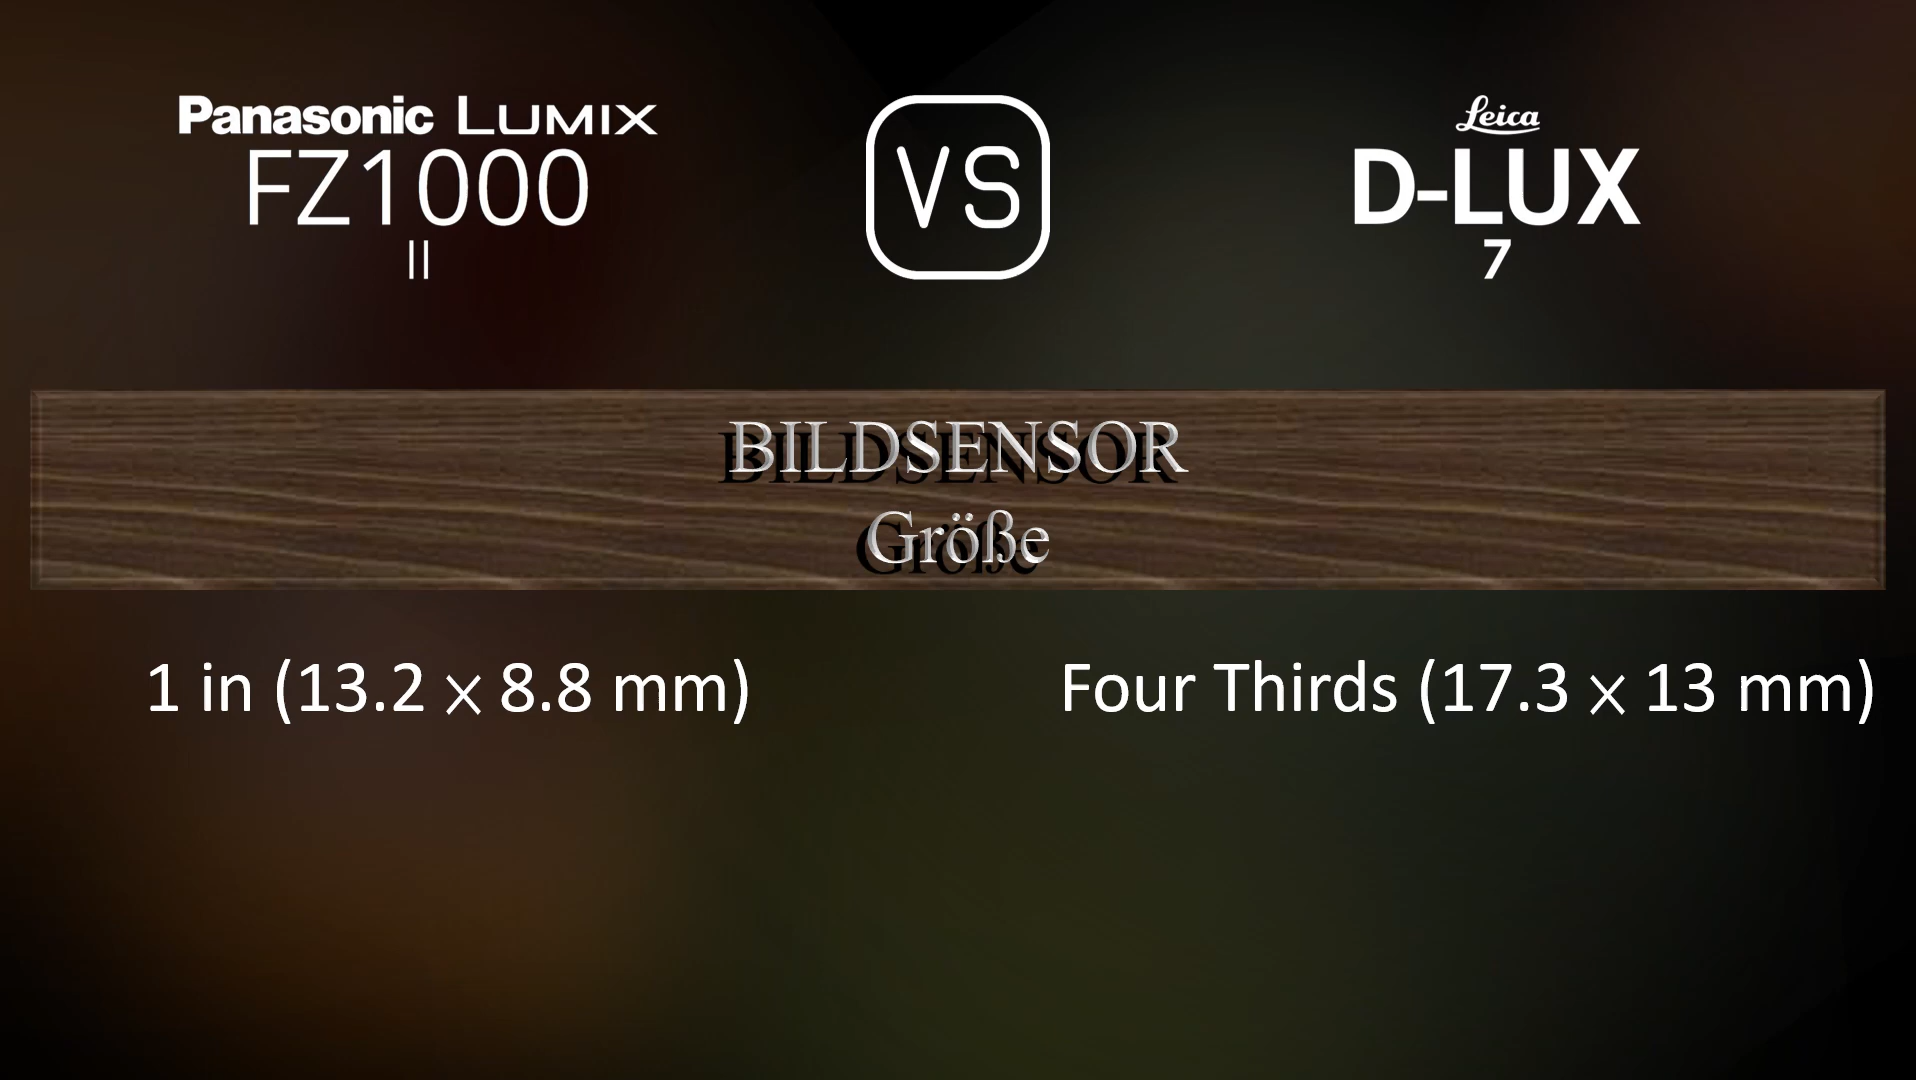 Panasonic LUMIX
FZ1000
II
VS
Leica
D-LUX
7
BILDSENSOR
Größe
1 in (13.2 x 8.8 mm)
Four Thirds (17.3 x 13 mm)